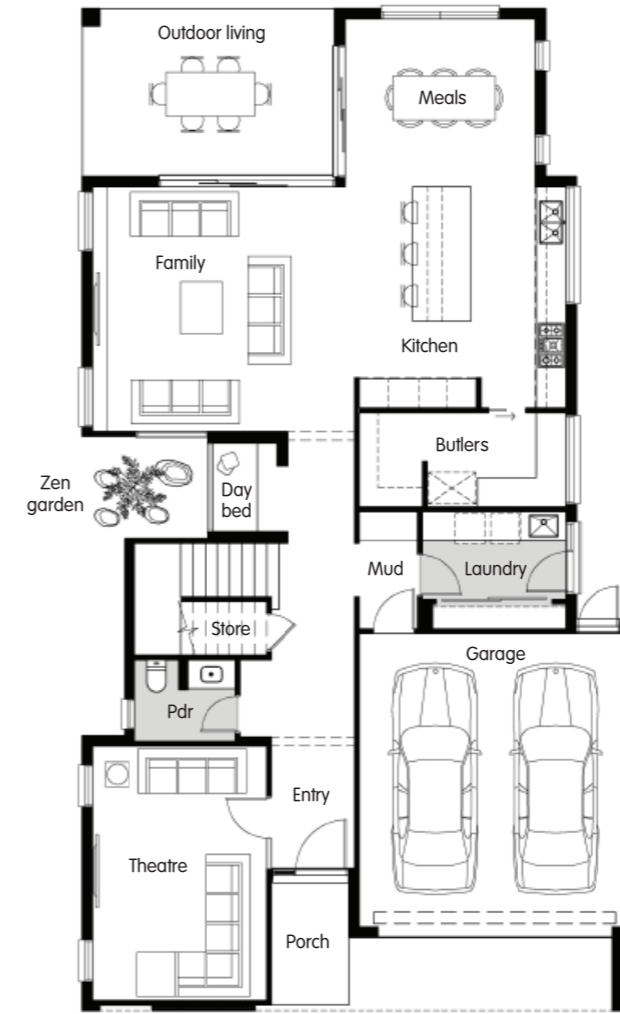 Outdoor living
Meals
Family
Kitchen
Butlers
Zen
garden
Day
bed
Mud
Laundry
Store
Garage
Pdr
Entry
Theatre
Porch